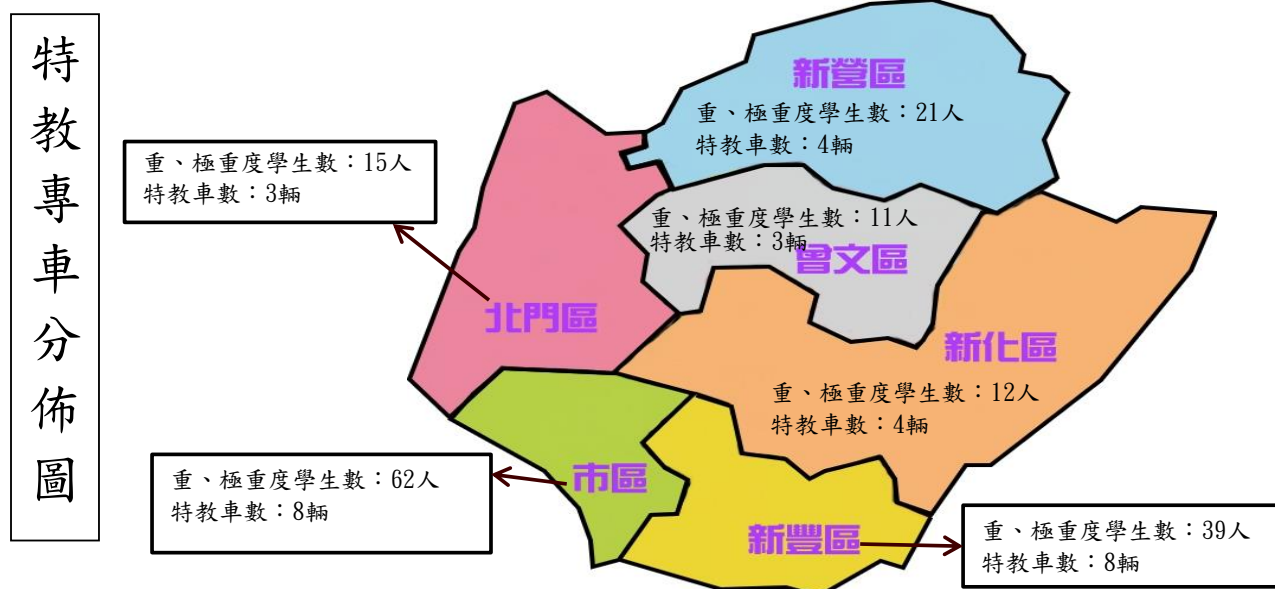 特教專車分佈圖
新營區
重、極重度學生數：21人
特教車數：4輛
重、極重度學生數：15人
特教車數：3輛
北門區
重、極重度學生數：11人
特教車數：3輛
曾文區
新化區
重、極重度學生數：12人
特教車數：4輛
重、極重度學生數：62人
特教車數：8輛
市區
新豐區
重、極重度學生數：39人
特教車數：8輛